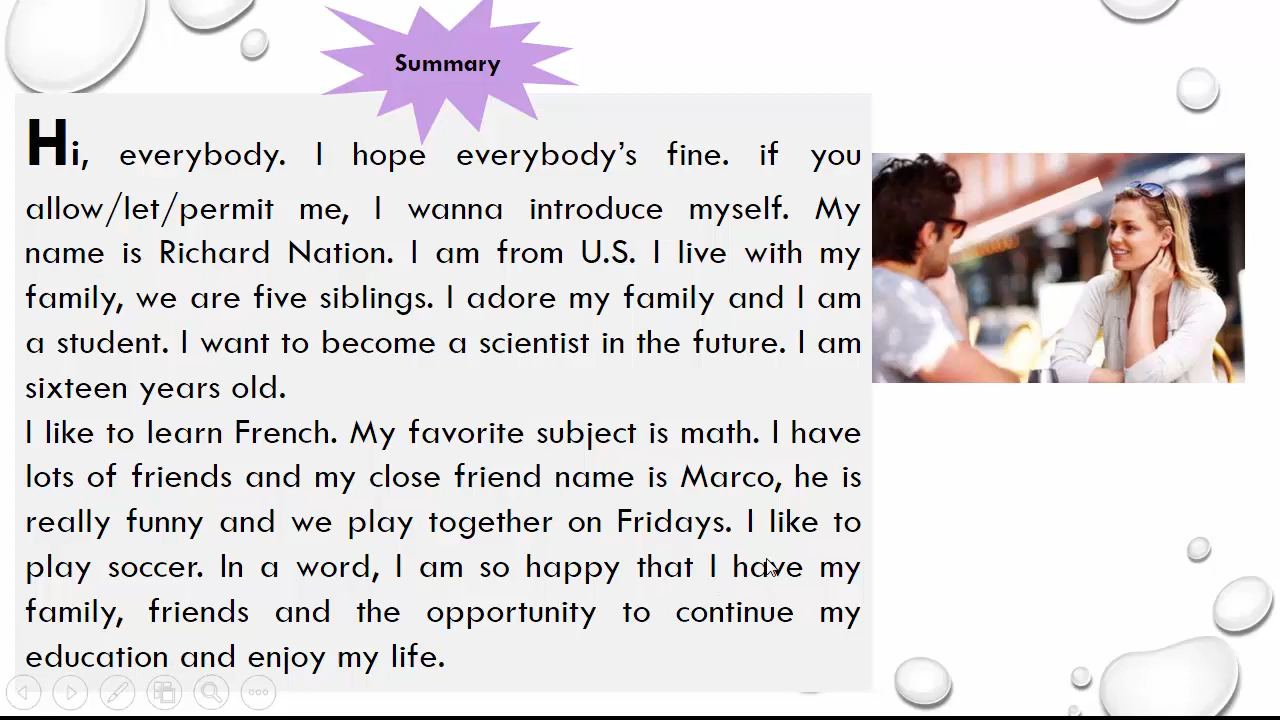 Summary
Hi, everybody. I hope everybody's fine. if you
allow/let/permit me, I wanna introduce myself. My
name is Richard Nation. I am from U.S. I live with my
family, we are five siblings. I adore my family and I am
a student. I want to become a scientist in the future. I am
sixteen years old.
I like to learn French. My favorite subject is math. I have
lots of friends and my close friend name is Marco, he is
really funny and we play together on Fridays. I like to
play soccer. In a word, I am so happy that I have my
family, friends and the opportunity to continue my
education and enjoy my life.